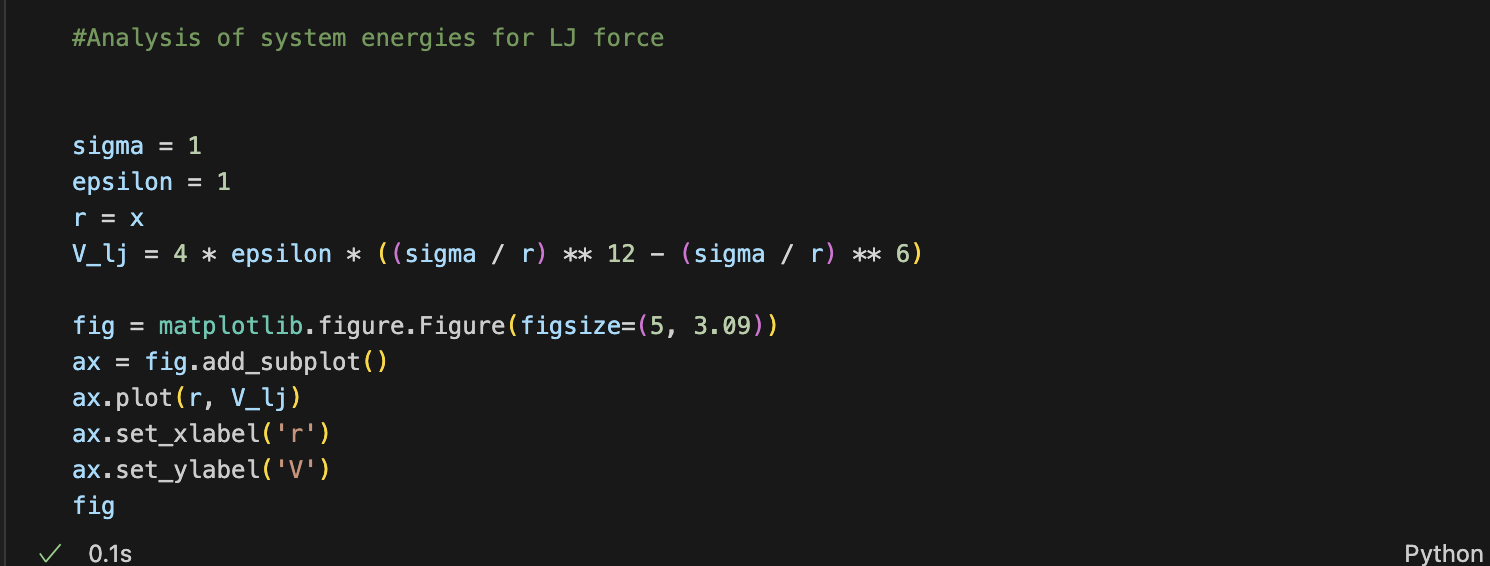 #Analysis of system energies for LJ force
sigma = 1
epsilon = 1
r = x
V_lj = 4 * epsilon * ((sigma / r) ** 12 - (sigma / r) ** 6)
fig = matplotlib.figure.Figure(figsize=(5, 3.09))
ax = fig.add_subplot()
ax.plot(r, V_lj)
ax.set_xlabel('r')
ax.set_ylabel('V')
fig
0.1s
Python